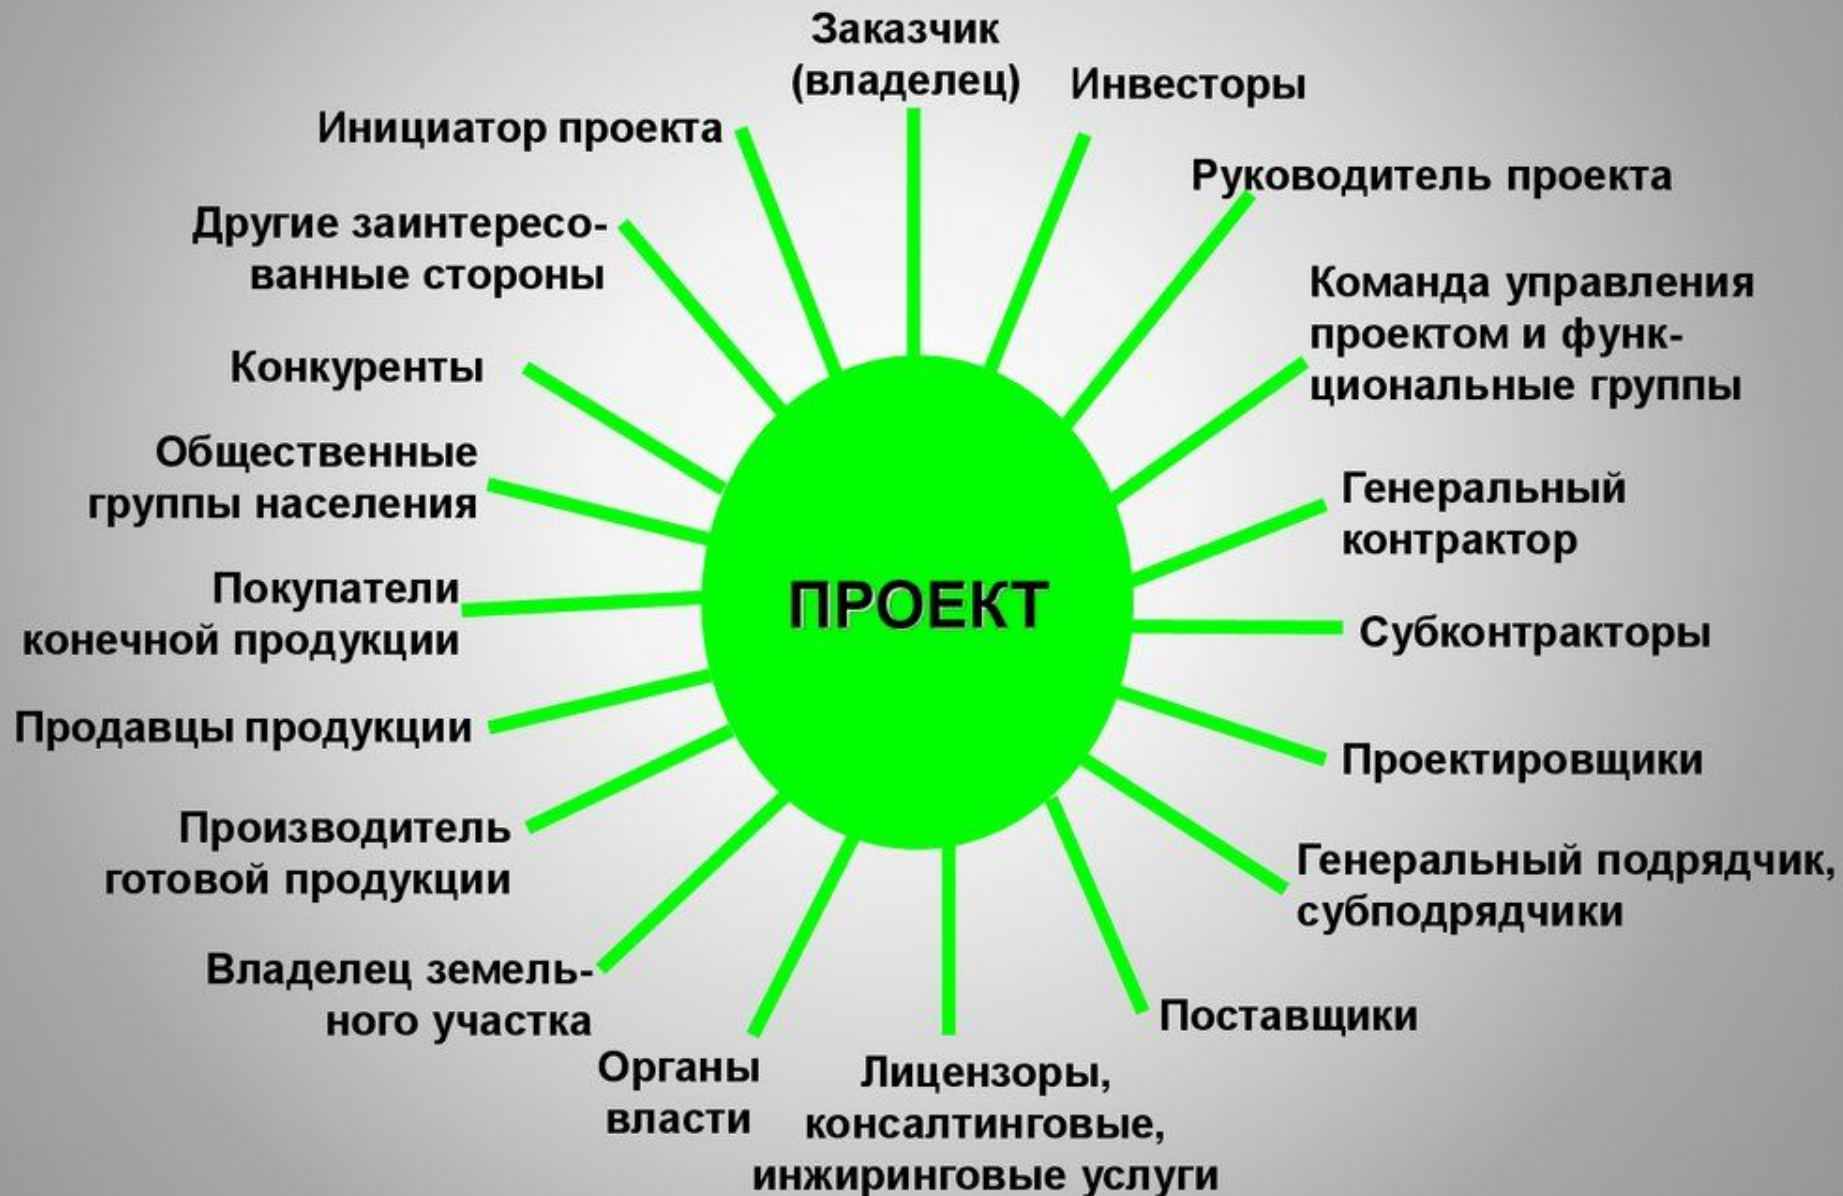 Заказчик
(владелец)
Инвесторы
Руководитель проекта
Команда управления
проектом и функ-
циональные группы
Генеральный
контрактор
Субконтракторы
Проектировщики
Генеральный подрядчик,
субподрядчики
Поставщики
Лицензоры,
консалтинговые,
инжиринговые услуги
Органы
власти
Владелец земель-
ного участка
Производитель
готовой продукции
Продавцы продукции
Покупатели
конечной продукции
Общественные
группы населения
Конкуренты
Другие заинтересо-
ванные стороны
Инициатор проекта
ПРОЕКТ